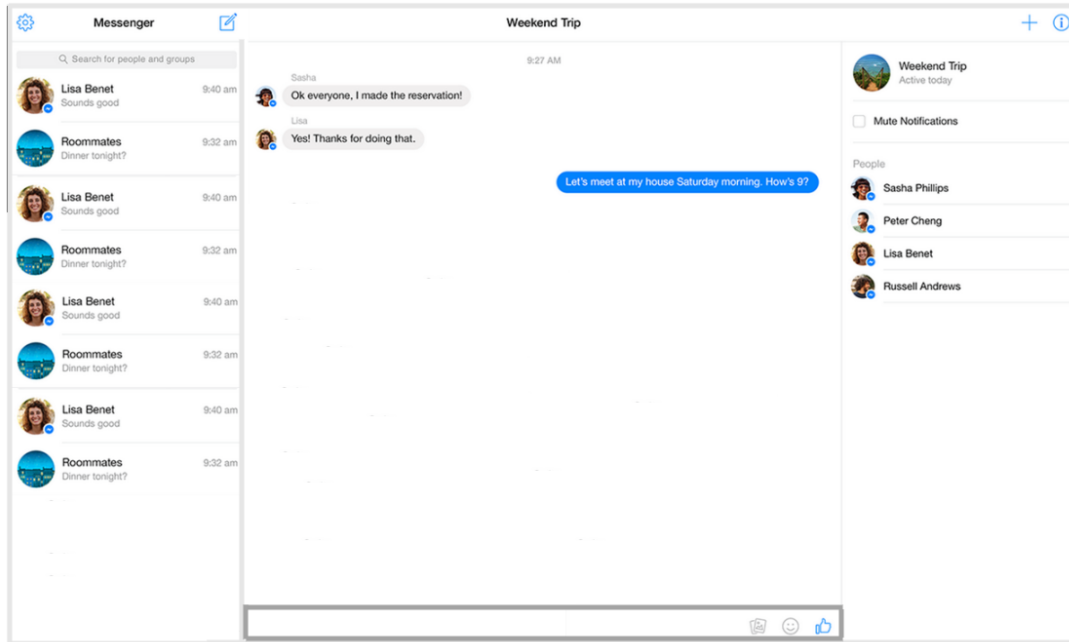 Messenger
Search for people and groups
Lisa Benet 9:40 am
Sounds good
Roommates 9:32 am
Dinner tonight?
Lisa Benet 9:40 am
Sounds good
Roommates 9:32 am
Dinner tonight?
Lisa Benet 9:40 am
Sounds good
Roommates 9:32 am
Dinner tonight?
Lisa Benet 9:40 am
Sounds good
Roommates 9:32 am
Dinner tonight?
Weekend Trip
9:27 AM
Sasha
Ok everyone, I made the reservation!
Lisa
Yes! Thanks for doing that.
Let's meet at my house Saturday morning. How's 9?
Weekend Trip
Active today
Mute Notifications
People
Sasha Phillips
Peter Cheng
Lisa Benet
Russell Andrews